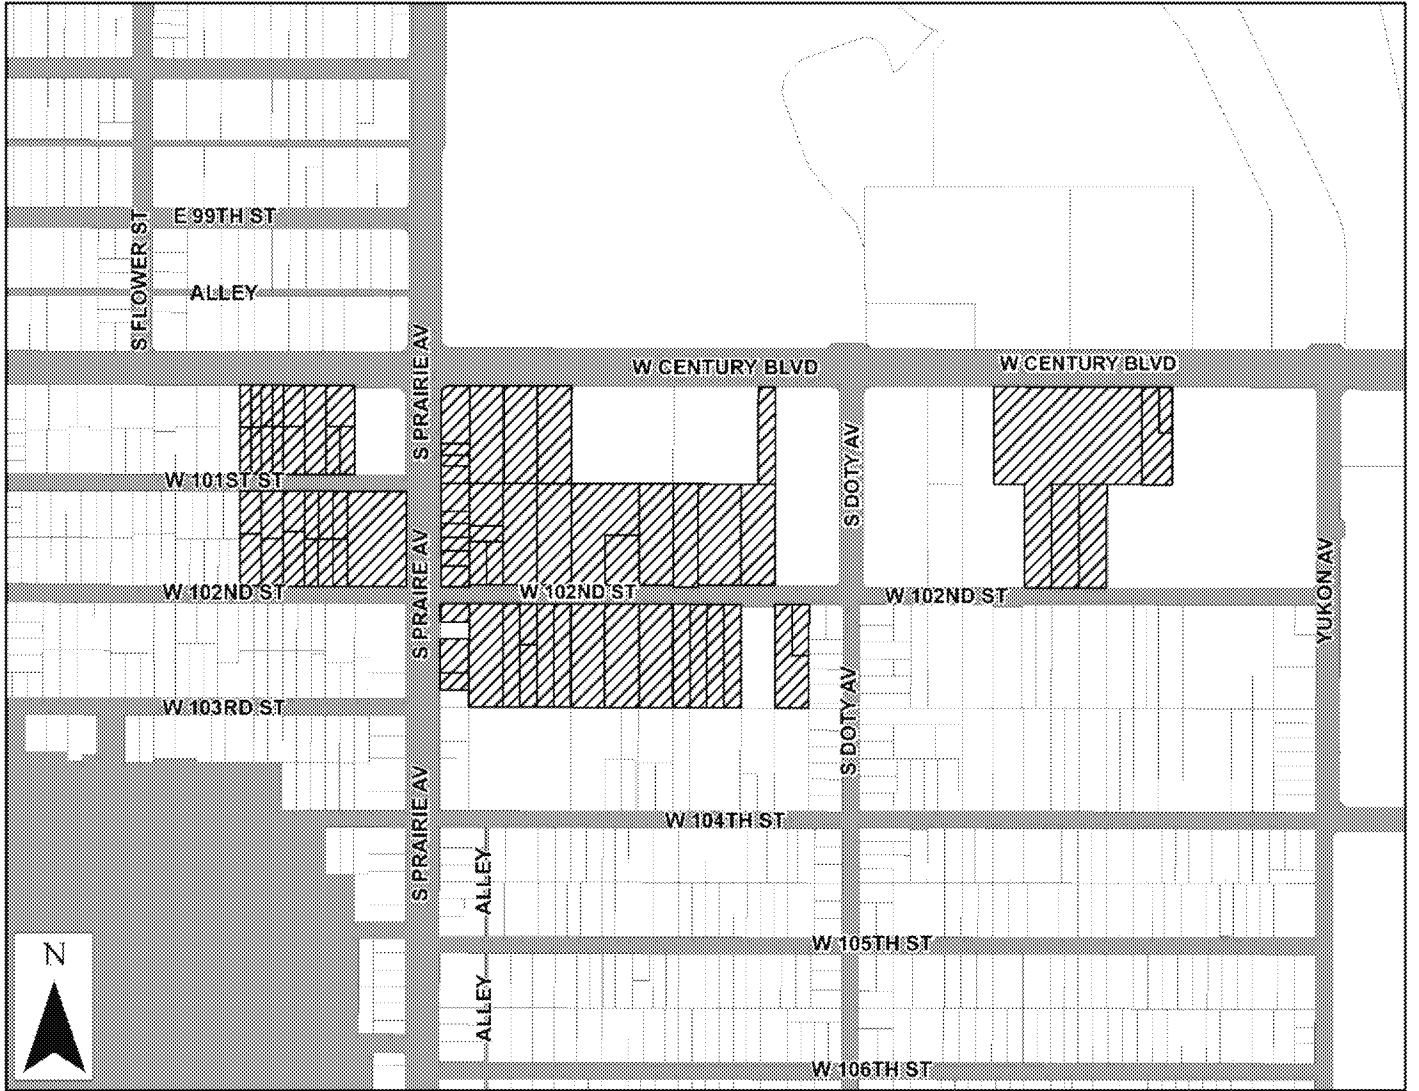 E 99TH ST
S FLOWER ST
ALLEY
S PRAIRIE AV
W CENTURY BLVD
W CENTURY BLVD
W 101ST ST
S DOTY AV
S PRAIRE AV
W 102ND ST
W 102ND ST
W 102ND ST
YUKON AV
W 103RD ST
S DOTY AV
S PRAIRIE AV
W 104TH ST
ALLEY
W 105TH ST
N
ALLEY
W 106TH ST